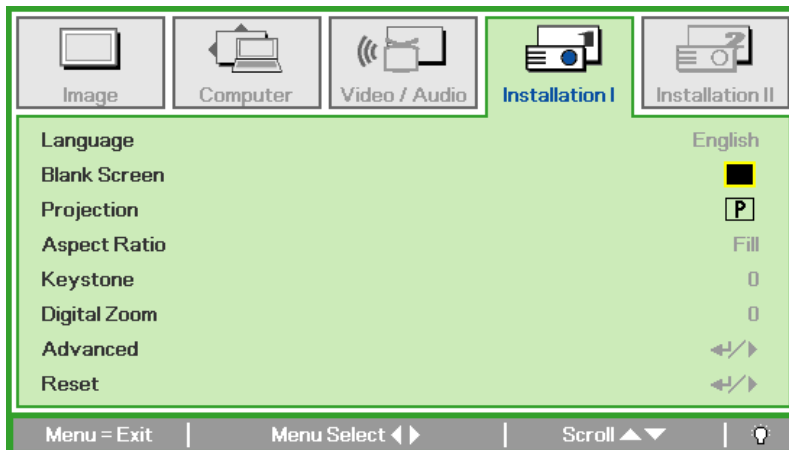 Image Computer Video / Audio Installation I Installation II
Language English
Blank Screen
Projection P
Aspect Ratio Fill
Keystone 0
Digital Zoom 0
Advanced
Reset
Menu = Exit Menu Select Scroll